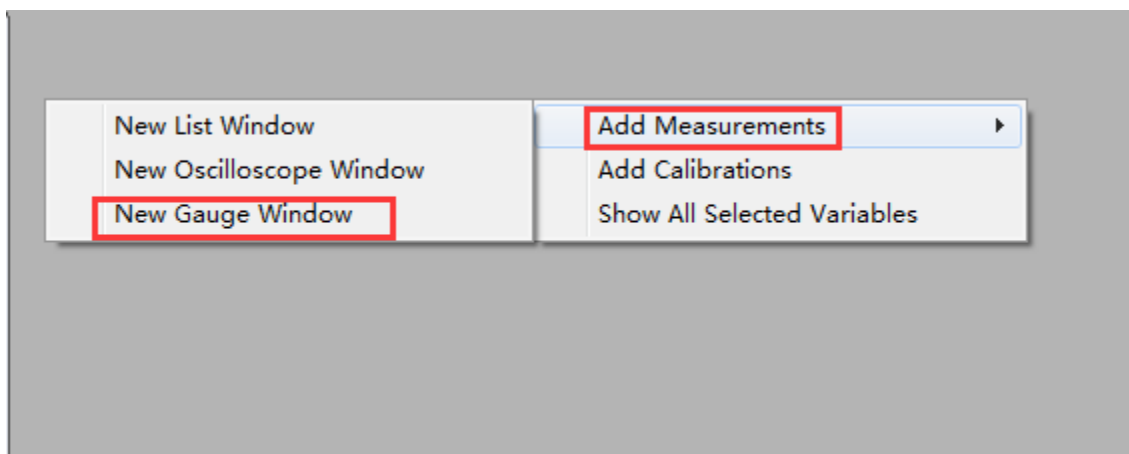 New List Window
New Oscilloscope Window
New Gauge Window
Add Measurements
Add Calibrations
Show All Selected Variables